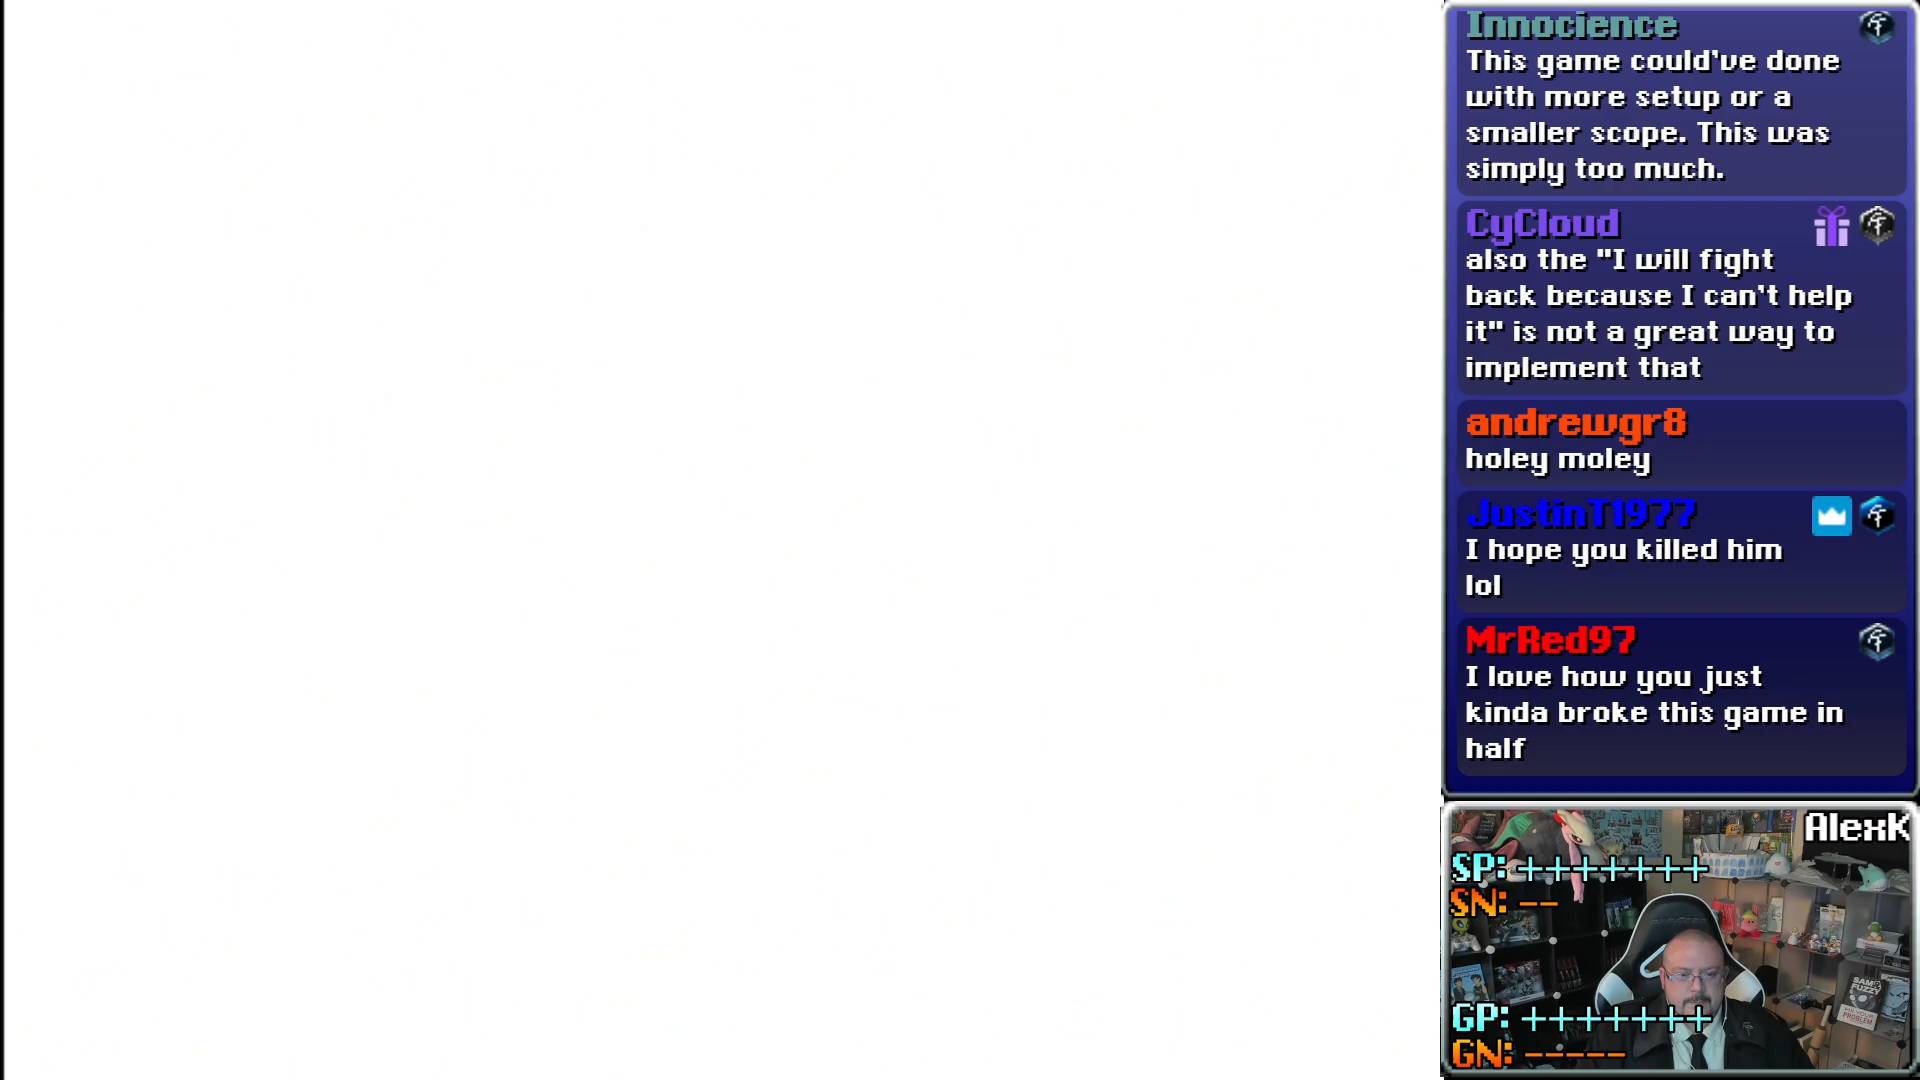 Innocience
This game could've done
with more setup or a
smaller scope. This was
simply too much.
CyCloud
also the "I will fight
back because I can't help
it" is not a great way to
implement that
andrewgr8
holey moley
JustinT1977
I hope you killed him
lol
MrRed97
I love how you just
kinda broke this game in
half
AlexK
SP: +++++++
SN: --
SAM
FUZZY
PROBLEM
GP: +++++++
GN: -----